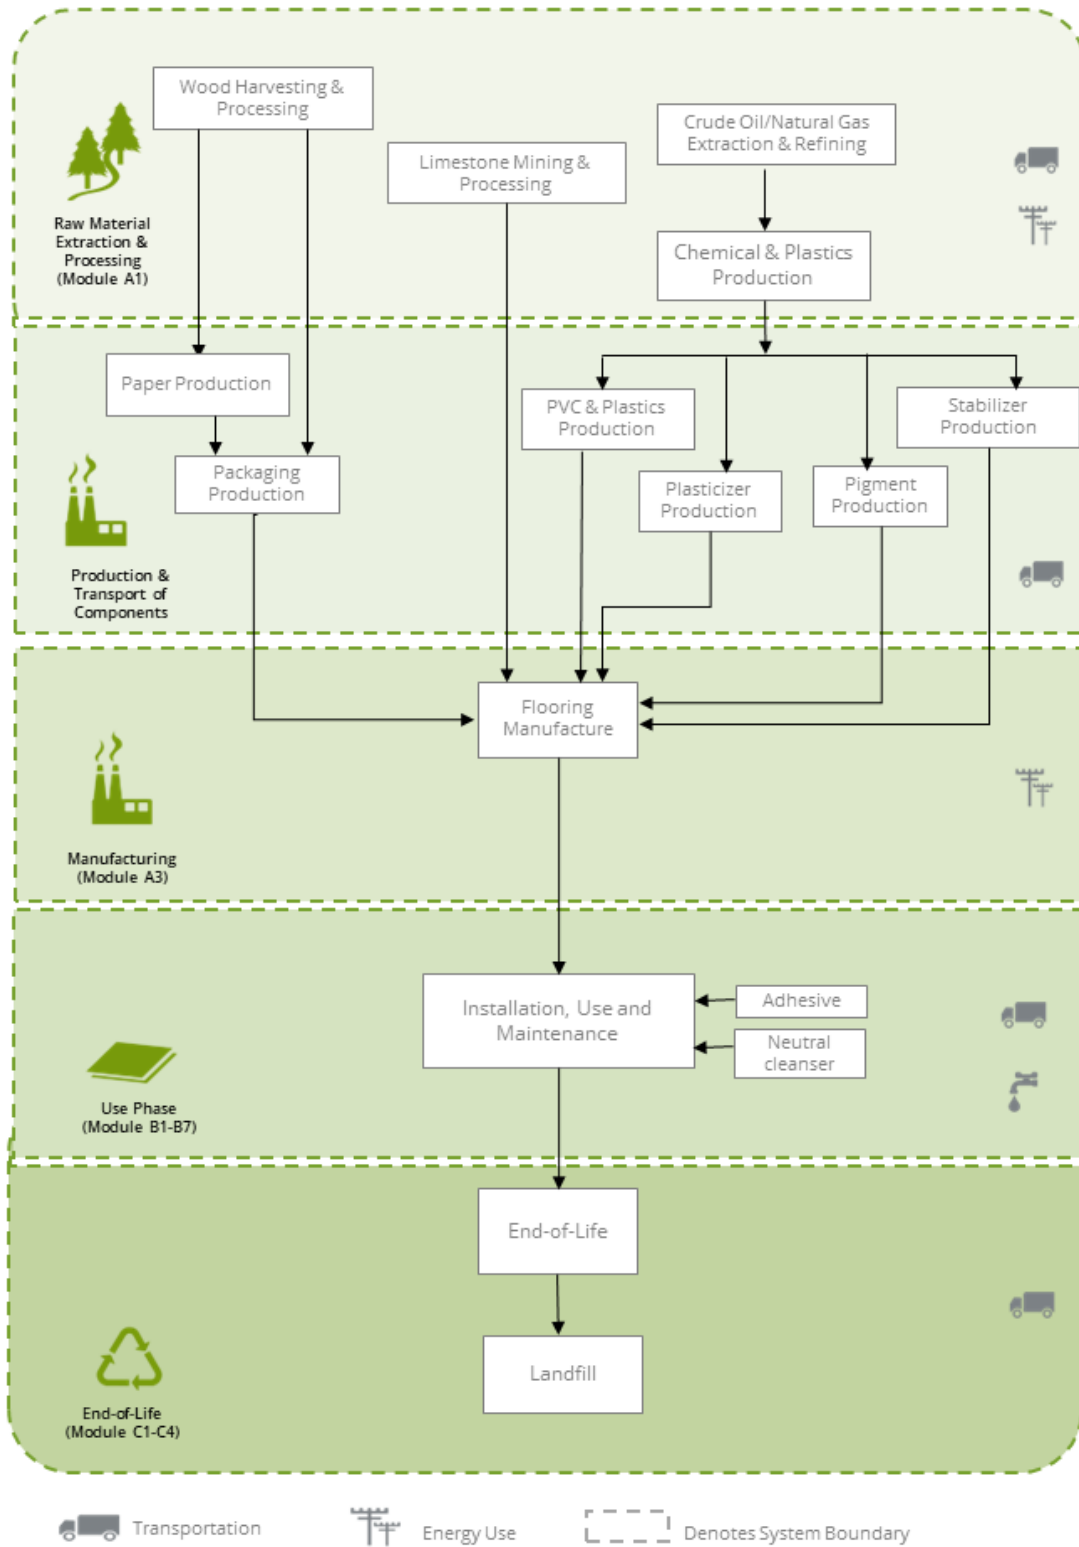 Wood Harvesting &
Processing
Crude Oil/Natural Gas
Extraction & Refining
Limestone Mining &
Processing
Raw Material
Extraction &
Processing
(Module A1)
Chemical & Plastics
Production
Paper Production
PVC & Plastics
Production
Stabilizer
Production
Packaging
Production
Plasticizer
Production
Pigment
Production
Production &
Transport of
Components
Flooring
Manufacture
Manufacturing
(Module A3)
Installation, Use and
Maintenance
Adhesive
Neutral
cleanser
Use Phase
(Module B1-B7)
End-of-Life
Landfill
End-of-Life
(Module C1-C4)
Transportation
Energy Use
Denotes System Boundary